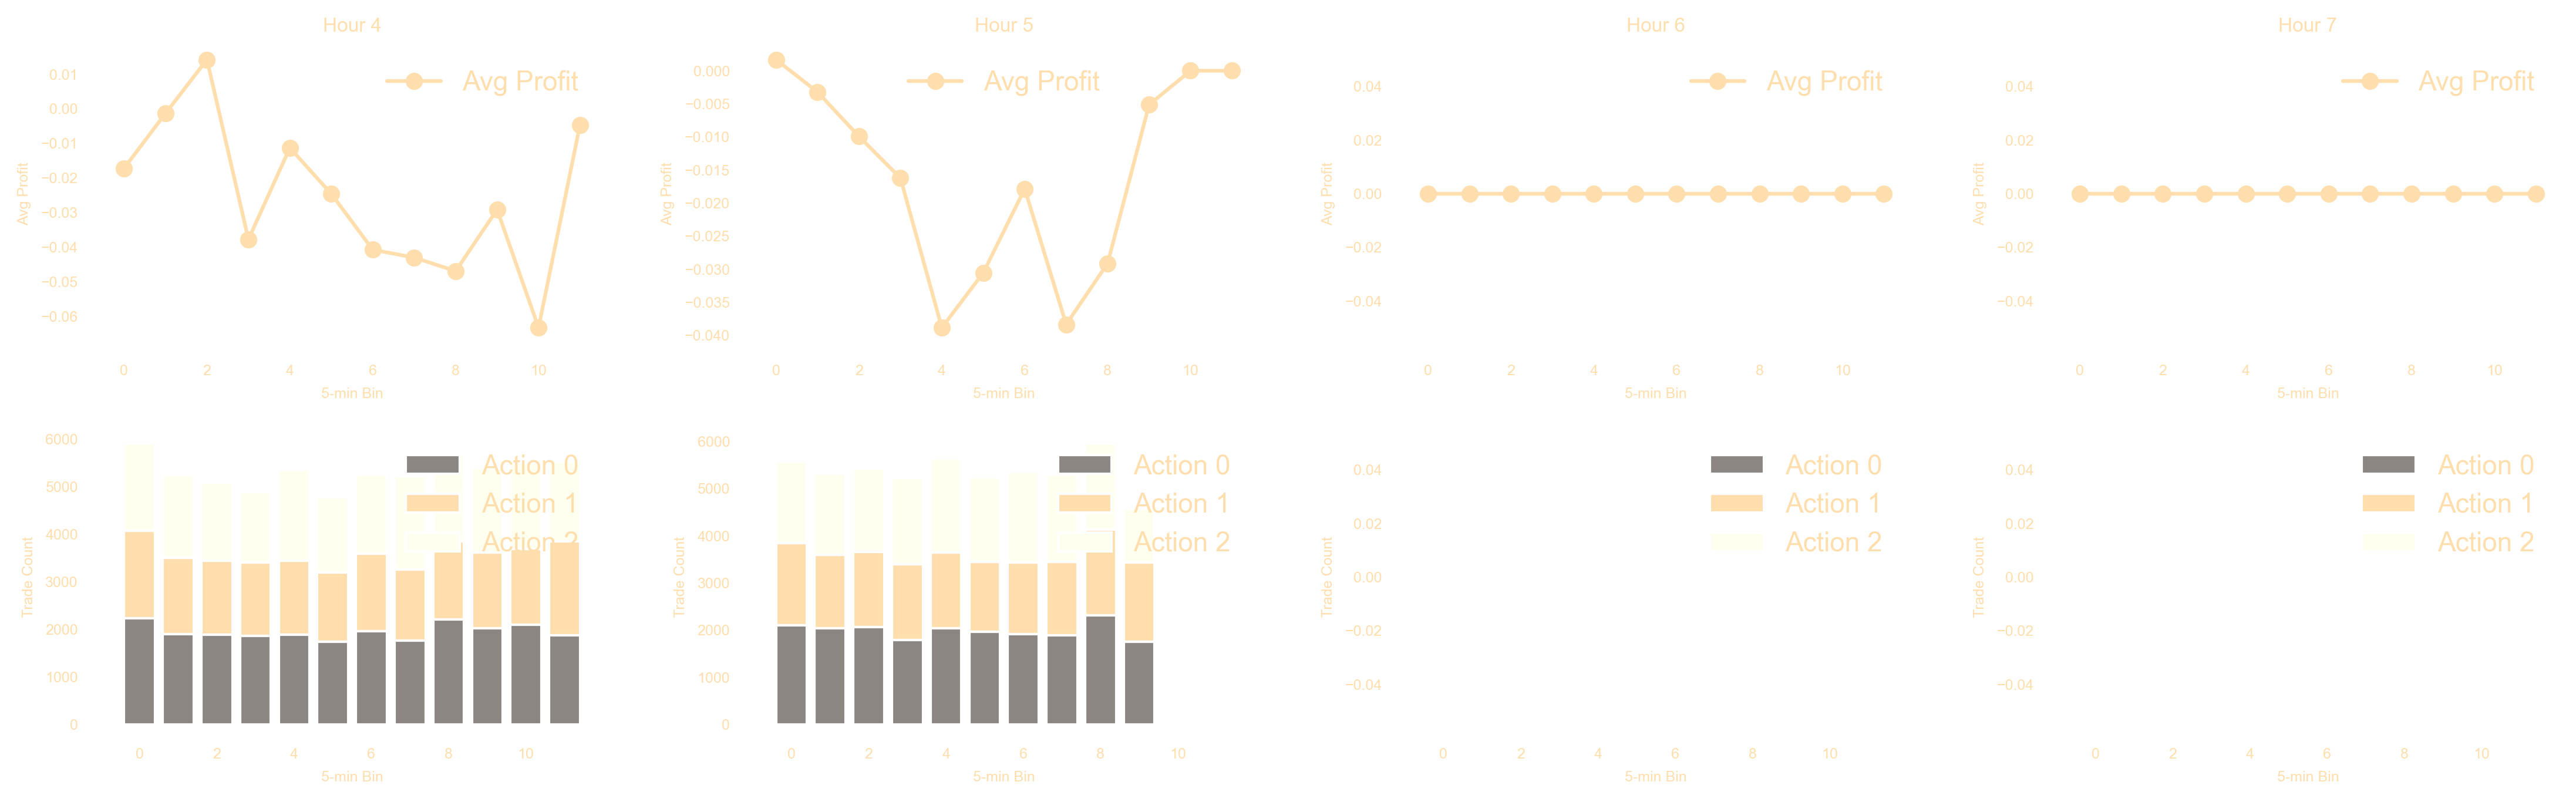 Hour 4
Avg Profit
0.01
0.00
−0.01
−0.02
−0.03
−0.04
−0.05
−0.06
Avg Profit
0 2 4 6 8 10
5-min Bin
Hour 5
Avg Profit
0.000
−0.005
−0.010
−0.015
−0.020
−0.025
−0.030
−0.035
−0.040
Avg Profit
0 2 4 6 8 10
5-min Bin
Hour 6
Avg Profit
0.04
0.02
0.00
−0.02
−0.04
Avg Profit
0 2 4 6 8 10
5-min Bin
Hour 7
Avg Profit
0.04
0.02
0.00
−0.02
−0.04
Avg Profit
0 2 4 6 8 10
5-min Bin
6000
5000
4000
3000
2000
1000
0
Trade Count
Action 0
Action 1
Action 2
0 2 4 6 8 10
5-min Bin
6000
5000
4000
3000
2000
1000
0
Trade Count
Action 0
Action 1
Action 2
0 2 4 6 8 10
5-min Bin
0.04
0.02
0.00
−0.02
−0.04
Trade Count
Action 0
Action 1
Action 2
0 2 4 6 8 10
5-min Bin
0.04
0.02
0.00
−0.02
−0.04
Trade Count
Action 0
Action 1
Action 2
0 2 4 6 8 10
5-min Bin